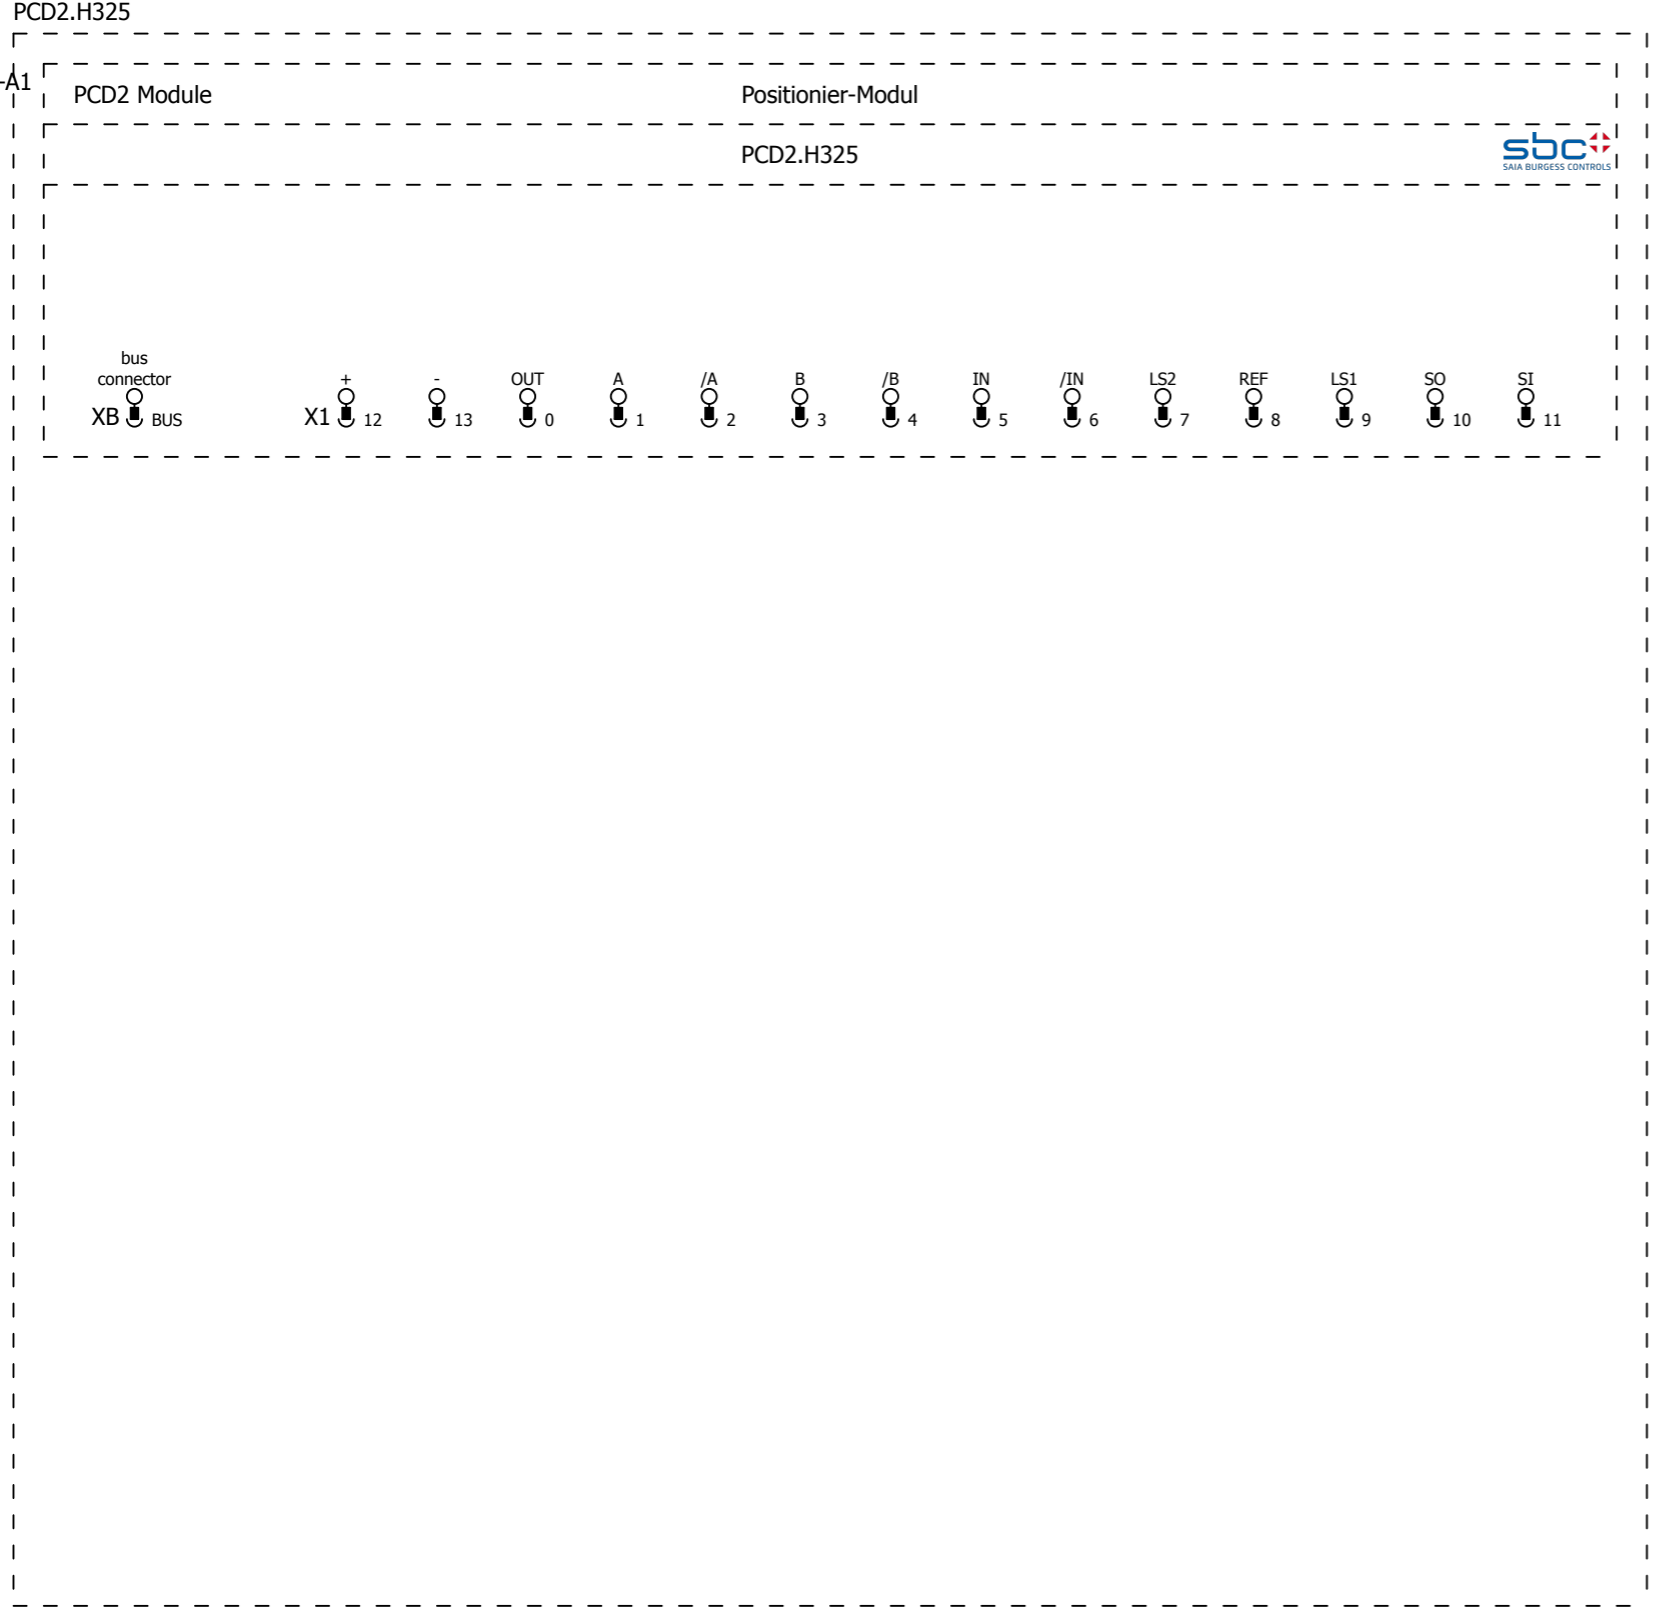 PCD2.H325
-A1
PCD2 Module Positionier-Modul
PCD2.H325
sbc
SAIA BURGESS CONTROLS
bus
connector + - OUT A /A B /B IN /IN LS2 REF LS1 SO SI
XB BUS X1 12 13 0 1 2 3 4 5 6 7 8 9 10 11